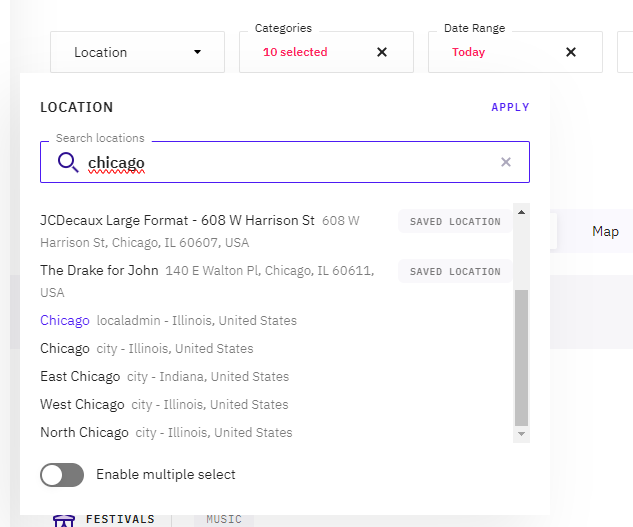 Categories
Date Range
Location
10 selected
Today
LOCATION
APPLY
Search locations
chicago
JCDecaux Large Format - 608 W Harrison St 608 W
Harrison St, Chicago, IL 60607, USA
SAVED LOCATION
The Drake for John 140 E Walton Pl, Chicago, IL 60611,
USA
SAVED LOCATION
Map
Chicago localadmin - Illinois, United States
Chicago city - Illinois, United States
East Chicago city - Indiana, United States
West Chicago city - Illinois, United States
North Chicago city - Illinois, United States
Enable multiple select
FESTIVALS
MUSIC